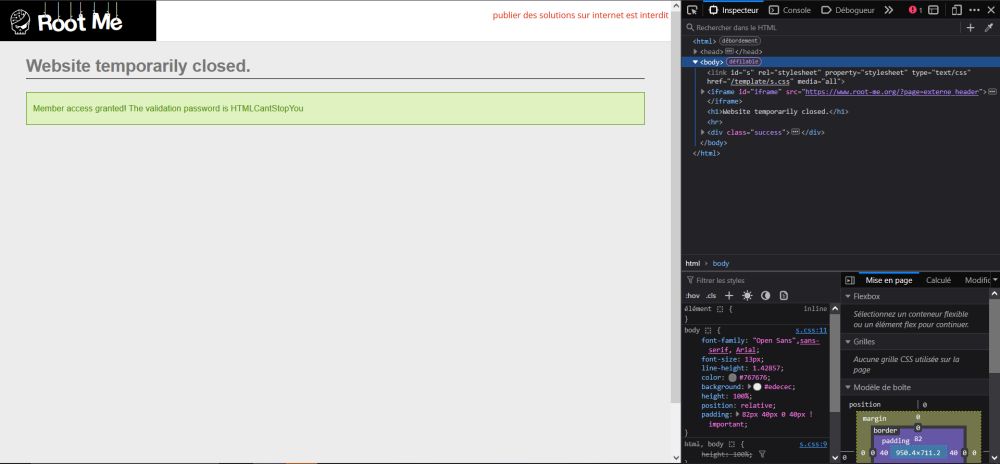 Root Me
publier des solutions sur internet est interdit
Website temporarily closed.
Member access granted! The validation password is HTMLCantStopYou
Inspecteur Console Débogueur 1
Rechercher dans le HTML
<html> débordement
<head> </head>
<body> défilable
<link id="s" rel="stylesheet" property="stylesheet" type="text/css"
href="/template/s.css" media="all">
<iframe id="iframe" src="https://www.root-me.org/?page=externe_header">
</iframe>
<h1>Website temporarily closed.</h1>
<hr>
<div class="success"> </div>
</body>
</html>
html > body
Filtrer les styles
:hov .cls
élément { inline
}
body { s.css:11
font-family: "Open Sans",sans-
serif, Arial;
font-size: 13px;
line-height: 1.42857;
color: #767676;
background: #edecec;
height: 100%;
position: relative;
padding: 82px 40px 0 40px !
important;
}
html, body { s.css:9
height: 100%;
Mise en page Calculé Modific
Flexbox
Sélectionnez un conteneur flexible
ou un élément flex pour continuer.
Grilles
Aucune grille CSS utilisée sur la
page
Modèle de boîte
position 0
margin 0
border 0
padding 82
0 0 0 40 950.4×711.2 40 0 0